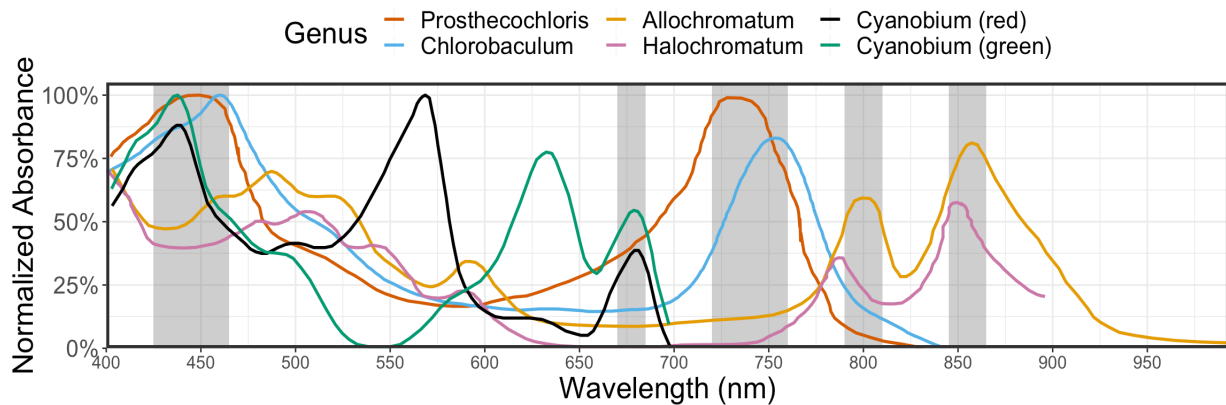 Genus
Prosthecochloris Allochromatum Cyanobium (red)
Chlorobaculum Halochromatum Cyanobium (green)
Normalized Absorbance
100%
75%
50%
25%
0%
400 450 500 550 600 650 700 750 800 850 900 950
Wavelength (nm)